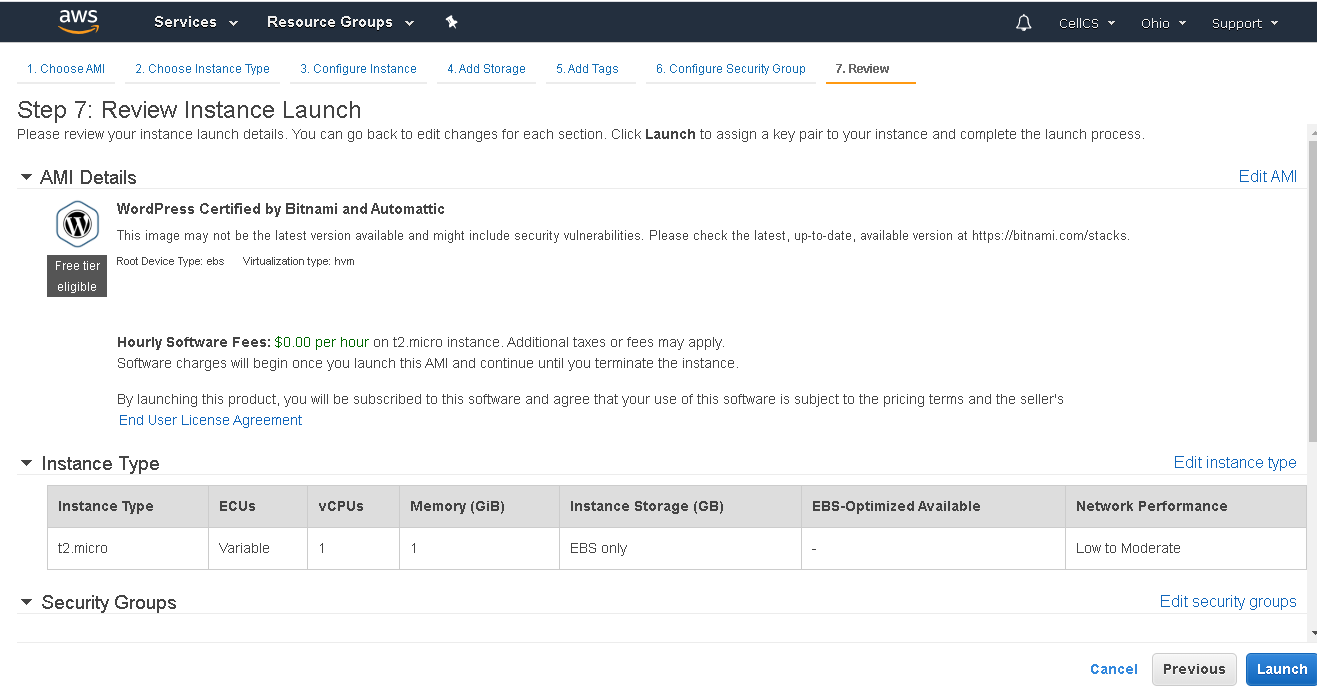 aws Services Resource Groups CellCS Ohio Support
1. Choose AMI 2. Choose Instance Type 3. Configure Instance 4. Add Storage 5. Add Tags 6. Configure Security Group 7. Review
Step 7: Review Instance Launch
Please review your instance launch details. You can go back to edit changes for each section. Click Launch to assign a key pair to your instance and complete the launch process.
AMI Details Edit AMI
WordPress Certified by Bitnami and Automattic
This image may not be the latest version available and might include security vulnerabilities. Please check the latest, up-to-date, available version at https://bitnami.com/stacks.
Free tier
eligible
Root Device Type: ebs Virtualization type: hvm
Hourly Software Fees: $0.00 per hour on t2.micro instance. Additional taxes or fees may apply.
Software charges will begin once you launch this AMI and continue until you terminate the instance.
By launching this product, you will be subscribed to this software and agree that your use of this software is subject to the pricing terms and the seller's
End User License Agreement
Instance Type Edit instance type
Instance Type ECUs vCPUs Memory (GiB) Instance Storage (GB) EBS-Optimized Available Network Performance
t2.micro Variable 1 1 EBS only - Low to Moderate
Security Groups Edit security groups
Cancel Previous Launch